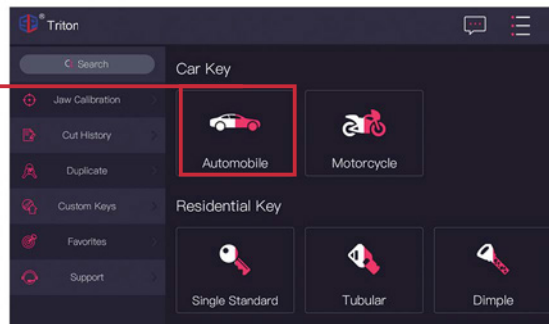 Triton
Search
Jaw Calibration
Cut History
Duplicate
Custom Keys
Favorites
Support
Car Key
Automobile
Motorcycle
Residential Key
Single Standard
Tubular
Dimple